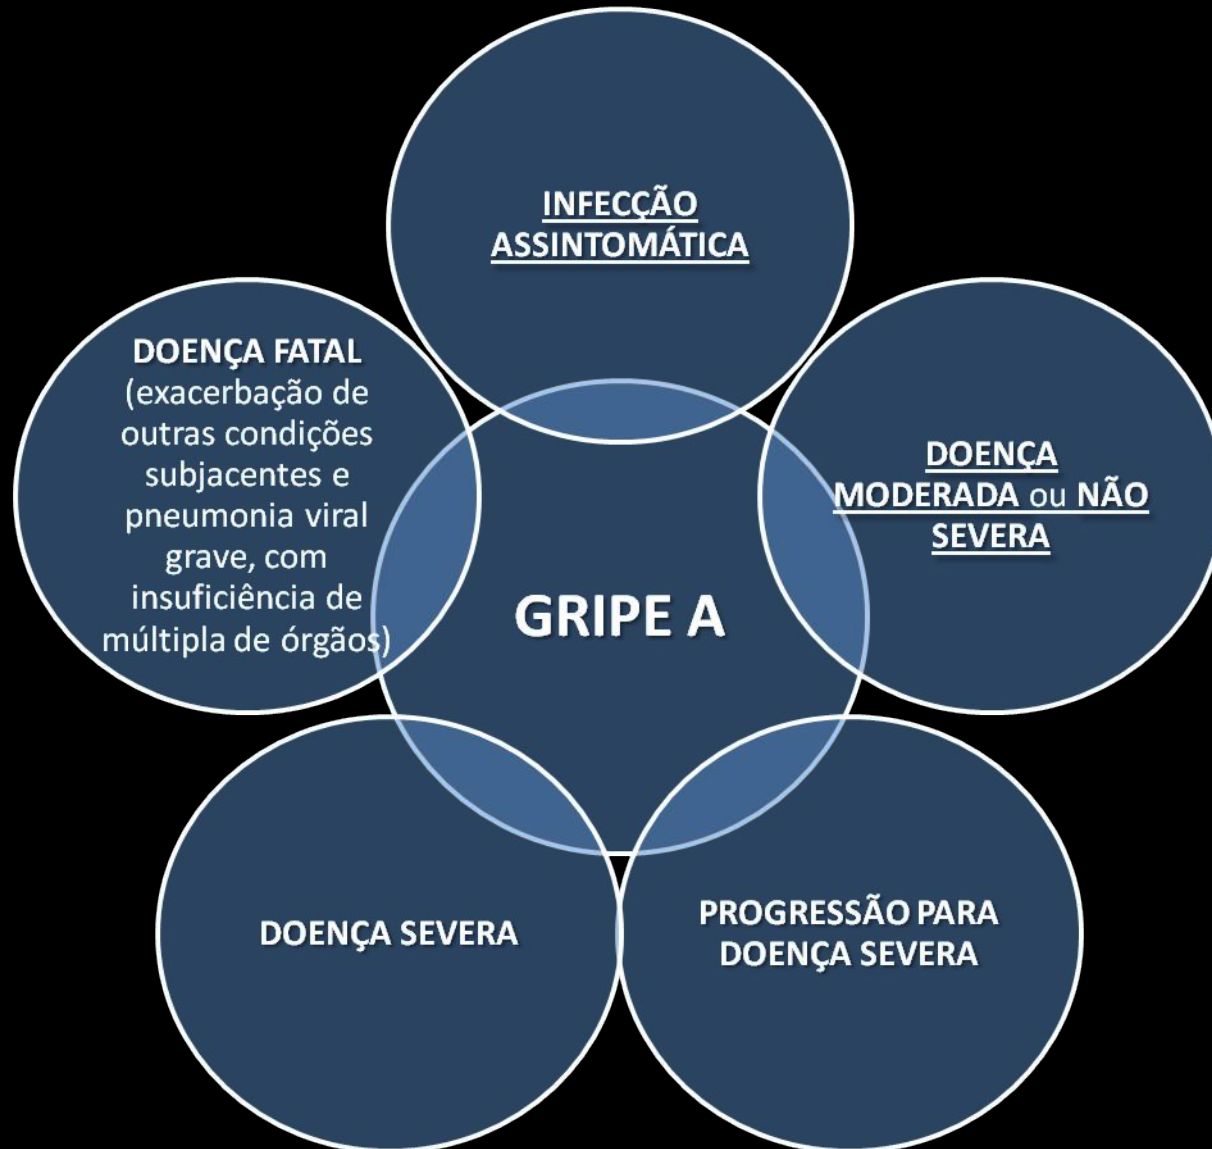 INFECÇÃO
ASSINTOMÁTICA
DOENÇA
MODERADA ou NÃO
SEVERA
PROGRESSÃO PARA
DOENÇA SEVERA
DOENÇA SEVERA
DOENÇA FATAL
(exacerbação de
outras condições
subjacentes e
pneumonia viral
grave, com
insuficiência de
múltipla de órgãos)
GRIPE A